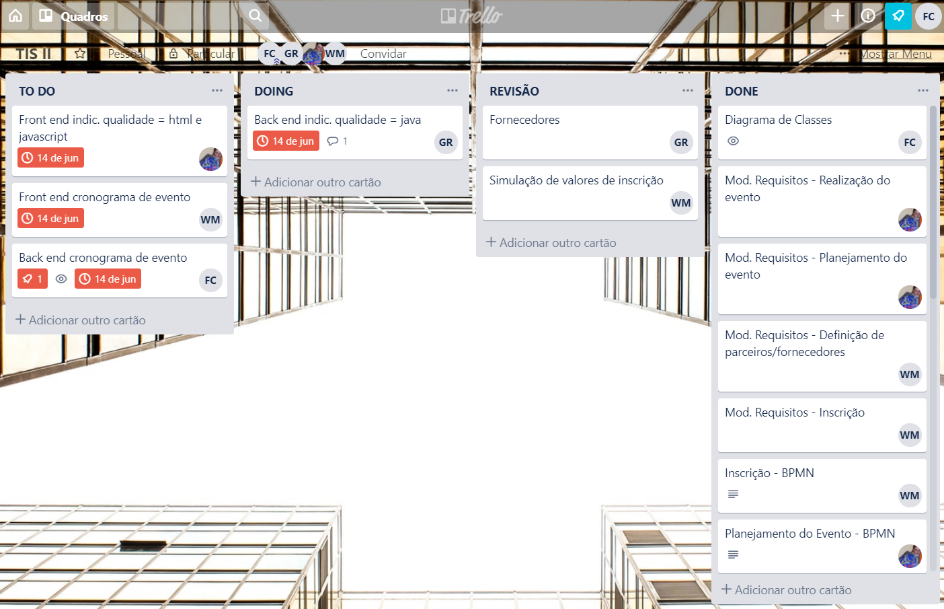 Quadros
Trello
FC
TIS II
Pessoal
Particular
FC
GR
WM
Convidar
... Mostrar Menu
TO DO
Front end indic. qualidade = html e
javascript
14 de jun
Front end cronograma de evento
14 de jun
WM
Back end cronograma de evento
1
14 de jun
FC
+ Adicionar outro cartão
DOING
Back end indic. qualidade = java
14 de jun
1
GR
+ Adicionar outro cartão
REVISÃO
Fornecedores
GR
Simulação de valores de inscrição
WM
+ Adicionar outro cartão
DONE
Diagrama de Classes
FC
Mod. Requisitos - Realização do
evento
Mod. Requisitos - Planejamento do
evento
Mod. Requisitos - Definição de
parceiros/fornecedores
WM
Mod. Requisitos - Inscrição
WM
Inscrição - BPMN
WM
Planejamento do Evento - BPMN
+ Adicionar outro cartão